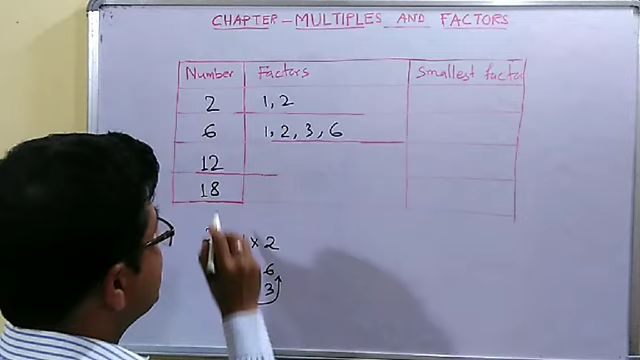 CHAPTER - MULTIPLES AND FACTORS
Number Factors Smallest factor
2 1, 2
6 1, 2, 3, 6
12
18
x 2
6
3